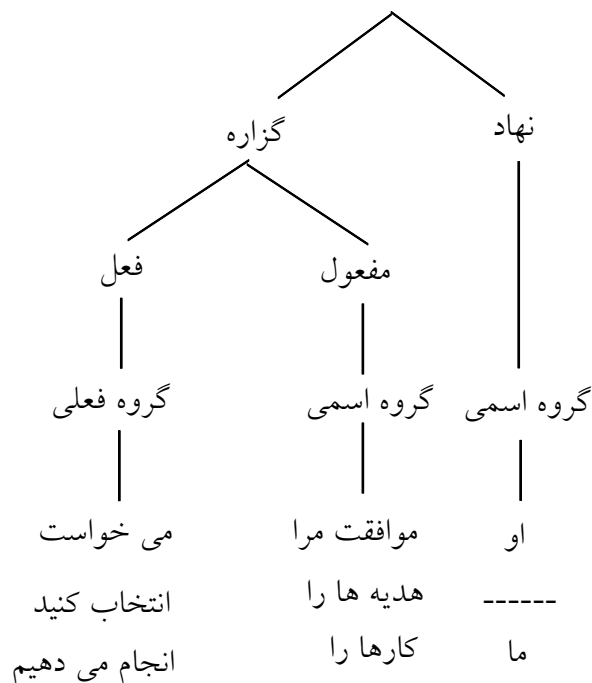 نهاد گزاره
مفعول فعل
گروه اسمی گروه اسمی گروه فعلی
او موافقت مرا می خواست
------ هدیه ها را انتخاب کنید
ما کارها را انجام می دهیم